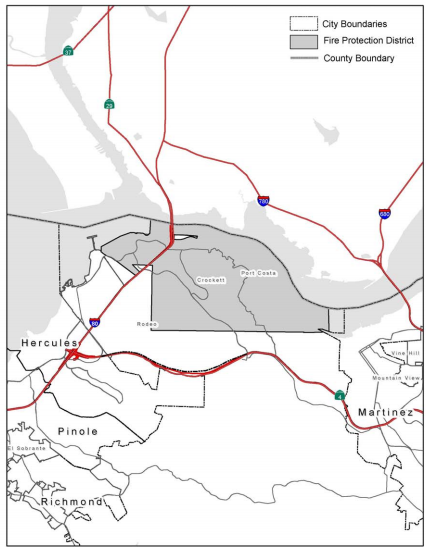 City Boundaries
Fire Protection District
County Boundary
37
29
780
680
Port Costa
Crockett
80
Rodeo
Hercules
Vine Hill
Mountain View
4
Martinez
Pinole
El Sobrante
Richmond